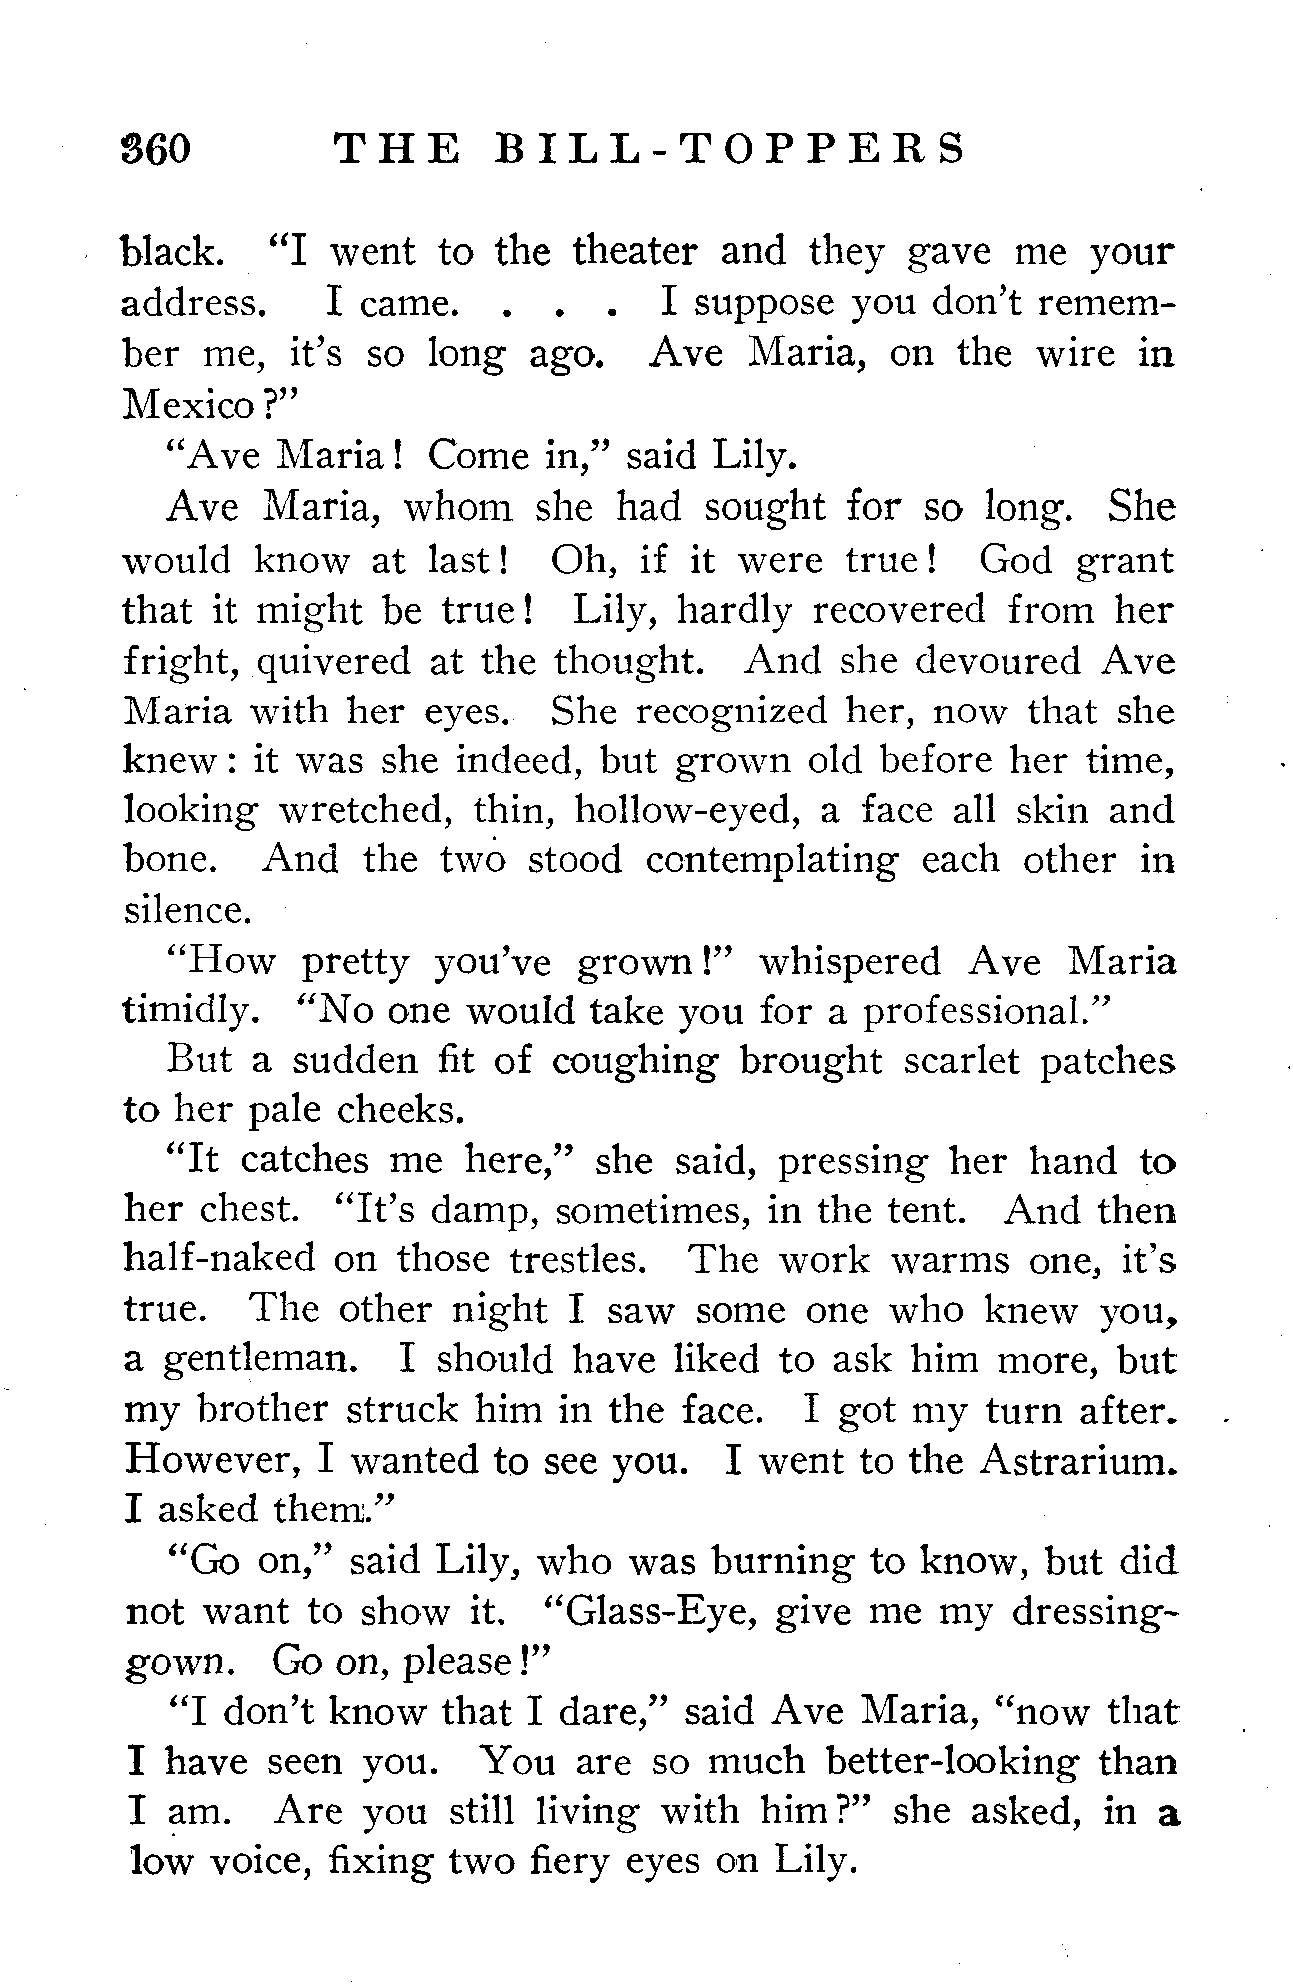 360 THE BILL-TOPPERS
black. “I went to the theater and they gave me your
address. I came. . . . I suppose you don’t remem-
ber me, it’s so long ago. Ave Maria, on the wire in
Mexico?”
“Ave Maria! Come in,” said Lily.
Ave Maria, whom she had sought for so long. She
would know at last! Oh, if it were true! God grant
that it might be true! Lily, hardly recovered from her
fright, quivered at the thought. And she devoured Ave
Maria with her eyes. She recognized her, now that she
knew: it was she indeed, but grown old before her time,
looking wretched, thin, hollow-eyed, a face all skin and
bone. And the two stood contemplating each other in
silence.
“How pretty you’ve grown!” whispered Ave Maria
timidly. “No one would take you for a professional.”
But a sudden fit of coughing brought scarlet patches
to her pale cheeks.
“It catches me here,” she said, pressing her hand to
her chest. “It’s damp, sometimes, in the tent. And then
half-naked on those trestles. The work warms one, it’s
true. The other night I saw some one who knew you,
a gentleman. I should have liked to ask him more, but
my brother struck him in the face. I got my turn after.
However, I wanted to see you. I went to the Astrarium.
I asked them.”
“Go on,” said Lily, who was burning to know, but did
not want to show it. “Glass-Eye, give me my dressing-
gown. Go on, please!”
“I don’t know that I dare,” said Ave Maria, “now that
I have seen you. You are so much better-looking than
I am. Are you still living with him?” she asked, in a
low voice, fixing two fiery eyes on Lily.